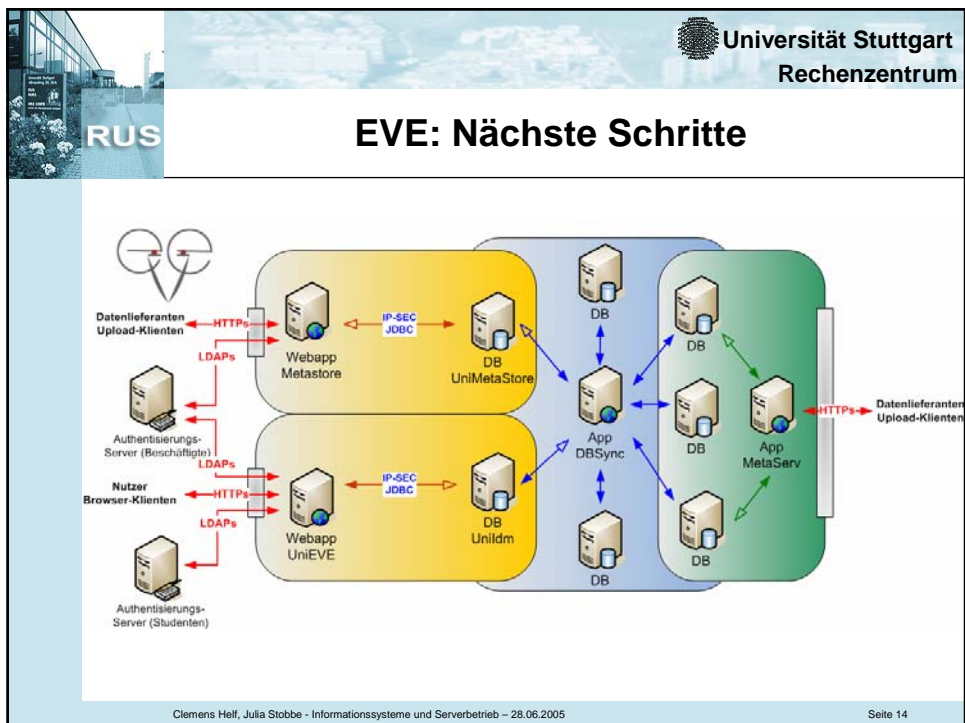 Universität Stuttgart
Rechenzentrum
RUS
EVE: Nächste Schritte
Datenlieferanten
Upload-Klienten
HTTPs
LDAPs
Webapp
Metastore
IP-SEC
JDBC
DB
UniMetaStore
Authentisierungs-
Server (Beschäftigte)
LDAPs
Nutzer
Browser-Klienten
HTTPs
LDAPs
Webapp
UniEVE
IP-SEC
JDBC
DB
UniIdm
Authentisierungs-
Server (Studenten)
DB
App
DBSync
DB
DB
DB
DB
App
MetaServ
HTTPs
Datenlieferanten
Upload-Klienten
Clemens Helf, Julia Stobbe - Informationssysteme und Serverbetrieb – 28.06.2005
Seite 14